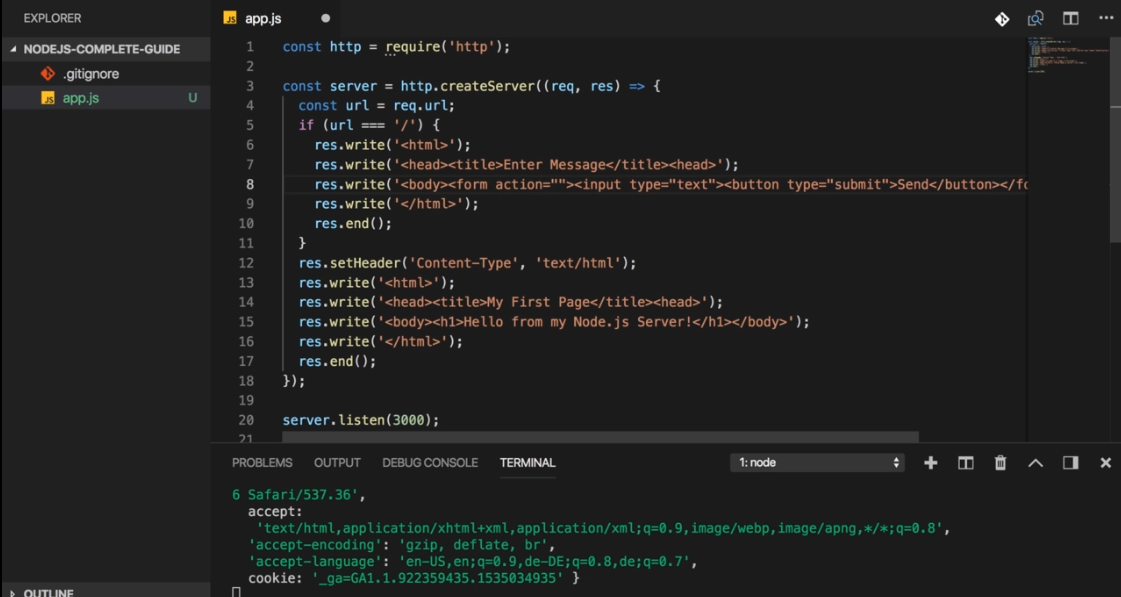 EXPLORER
NODEJS-COMPLETE-GUIDE
.gitignore
JS app.js U
JS app.js
1 const http = require('http');
2
3 const server = http.createServer((req, res) => {
4 const url = req.url;
5 if (url === '/') {
6 res.write('<html>');
7 res.write('<head><title>Enter Message</title><head>');
8 res.write('<body><form action=""><input type="text"><button type="submit">Send</button></fo
9 res.write('</html>');
10 res.end();
11 }
12 res.setHeader('Content-Type', 'text/html');
13 res.write('<html>');
14 res.write('<head><title>My First Page</title><head>');
15 res.write('<body><h1>Hello from my Node.js Server!</h1></body>');
16 res.write('</html>');
17 res.end();
18 });
19
20 server.listen(3000);
21
PROBLEMS OUTPUT DEBUG CONSOLE TERMINAL 1: node
6 Safari/537.36',
accept:
'text/html,application/xhtml+xml,application/xml;q=0.9,image/webp,image/apng,*/*;q=0.8',
'accept-encoding': 'gzip, deflate, br',
'accept-language': 'en-US,en;q=0.9,de-DE;q=0.8,de;q=0.7',
cookie: '_ga=GA1.1.922359435.1535034935' }
OUTLINE